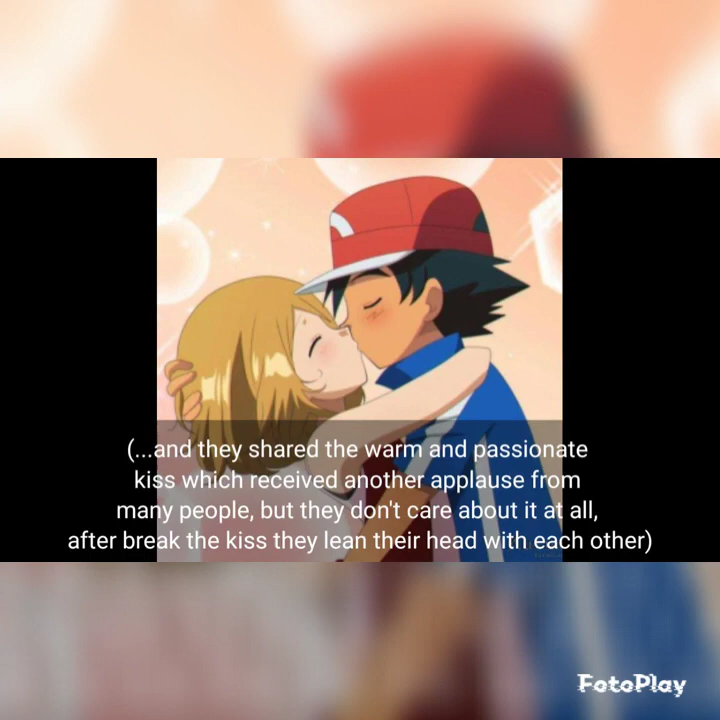 (...and they shared the warm and passionate
kiss which received another applause from
many people, but they don't care about it at all,
after break the kiss they lean their head with each other)
FotoPlay